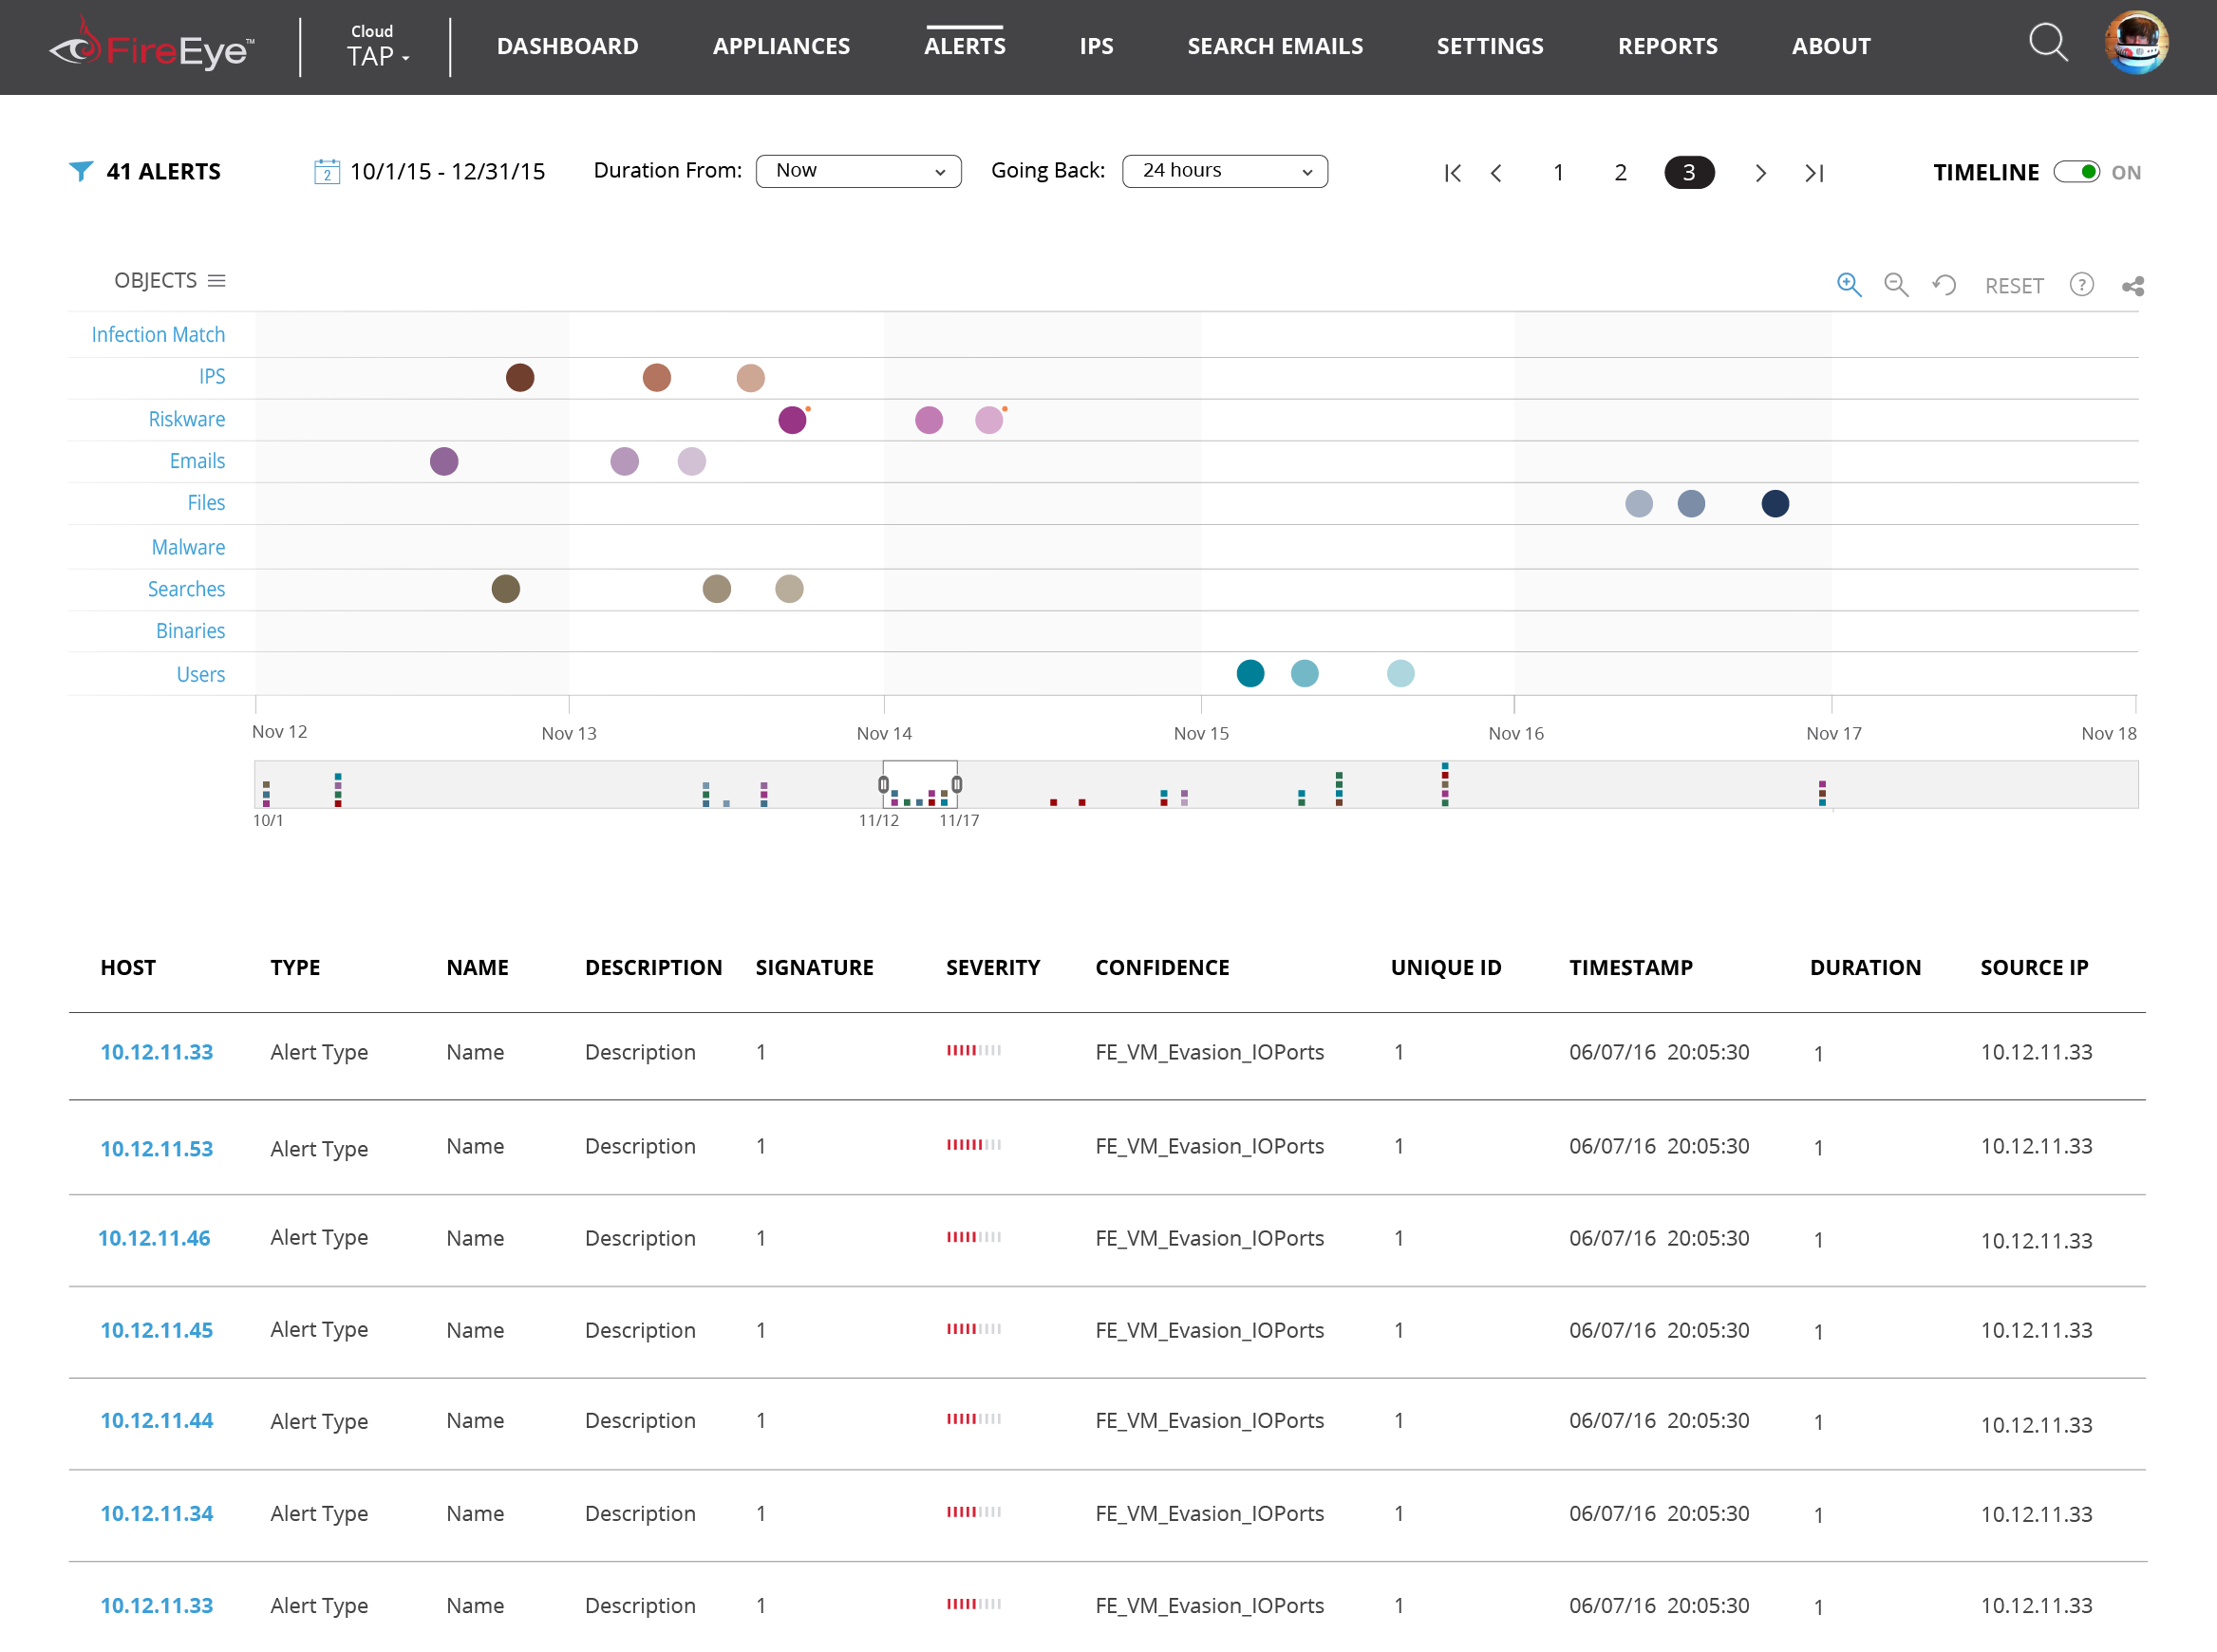 FireEye™
Cloud
TAP
DASHBOARD APPLIANCES ALERTS IPS SEARCH EMAILS SETTINGS REPORTS ABOUT
41 ALERTS 2 10/1/15 - 12/31/15 Duration From: Now Going Back: 24 hours 1 2 3 TIMELINE ON
OBJECTS RESET ?
Infection Match
IPS
Riskware
Emails
Files
Malware
Searches
Binaries
Users
Nov 12 Nov 13 Nov 14 Nov 15 Nov 16 Nov 17 Nov 18
10/1 11/12 11/17
HOST TYPE NAME DESCRIPTION SIGNATURE SEVERITY CONFIDENCE UNIQUE ID TIMESTAMP DURATION SOURCE IP
10.12.11.33 Alert Type Name Description 1 FE_VM_Evasion_IOPorts 1 06/07/16 20:05:30 1 10.12.11.33
10.12.11.53 Alert Type Name Description 1 FE_VM_Evasion_IOPorts 1 06/07/16 20:05:30 1 10.12.11.33
10.12.11.46 Alert Type Name Description 1 FE_VM_Evasion_IOPorts 1 06/07/16 20:05:30 1 10.12.11.33
10.12.11.45 Alert Type Name Description 1 FE_VM_Evasion_IOPorts 1 06/07/16 20:05:30 1 10.12.11.33
10.12.11.44 Alert Type Name Description 1 FE_VM_Evasion_IOPorts 1 06/07/16 20:05:30 1 10.12.11.33
10.12.11.34 Alert Type Name Description 1 FE_VM_Evasion_IOPorts 1 06/07/16 20:05:30 1 10.12.11.33
10.12.11.33 Alert Type Name Description 1 FE_VM_Evasion_IOPorts 1 06/07/16 20:05:30 1 10.12.11.33